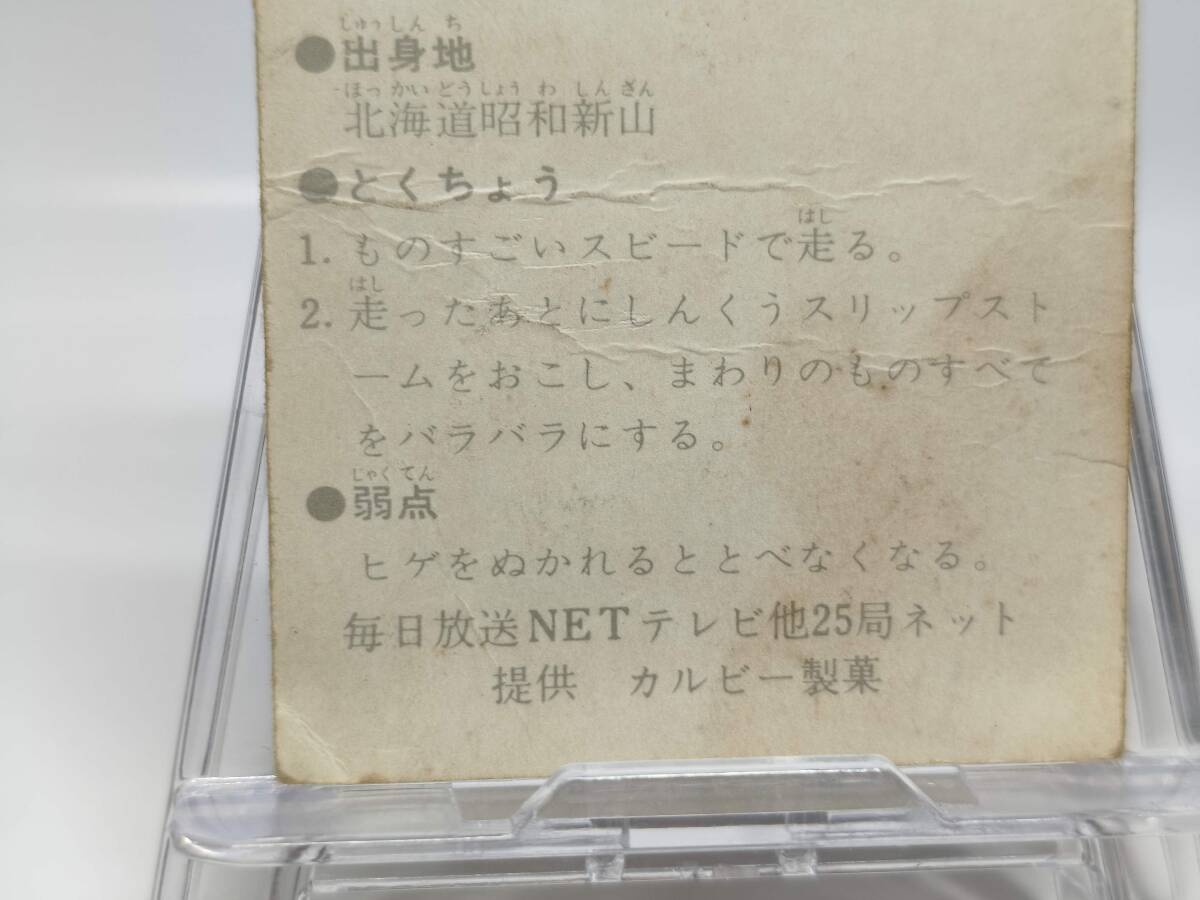 しゅっしん ち
●出身地
ほっかいどうしょう わ しんざん
北海道昭和新山
●とくちょう
はし
1. ものすごいスピードで走る。
はし
2. 走ったあとにしんくうスリップスト
ームをおこし、まわりのものすべて
をバラバラにする。
じゃくてん
●弱点
ヒゲをぬかれるととべなくなる。
毎日放送NETテレビ他25局ネット
提供 カルビー製菓